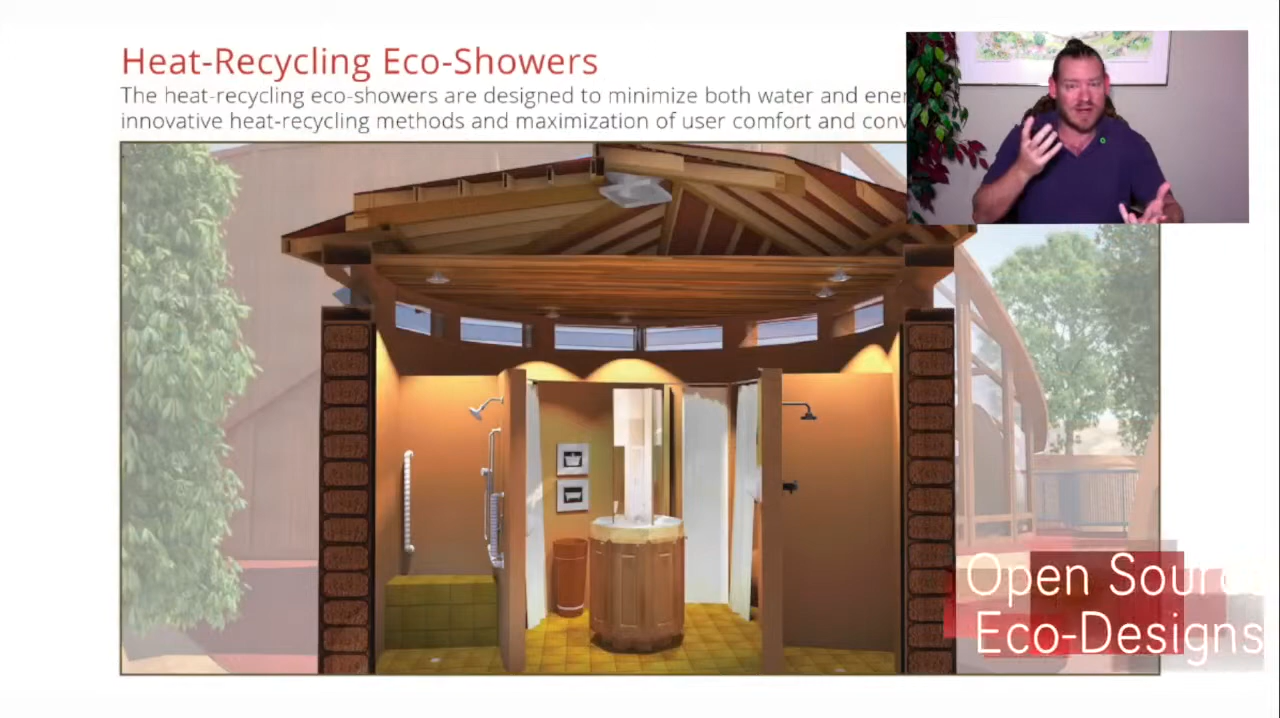 Heat-Recycling Eco-Showers
The heat-recycling eco-showers are designed to minimize both water and
innovative heat-recycling methods and maximization of user comfort and
Open
Eco-Designs